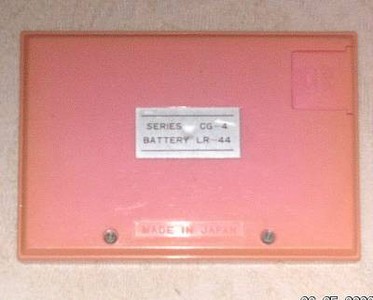 SERIES CG-4
BATTERY LR-44
MADE IN JAPAN